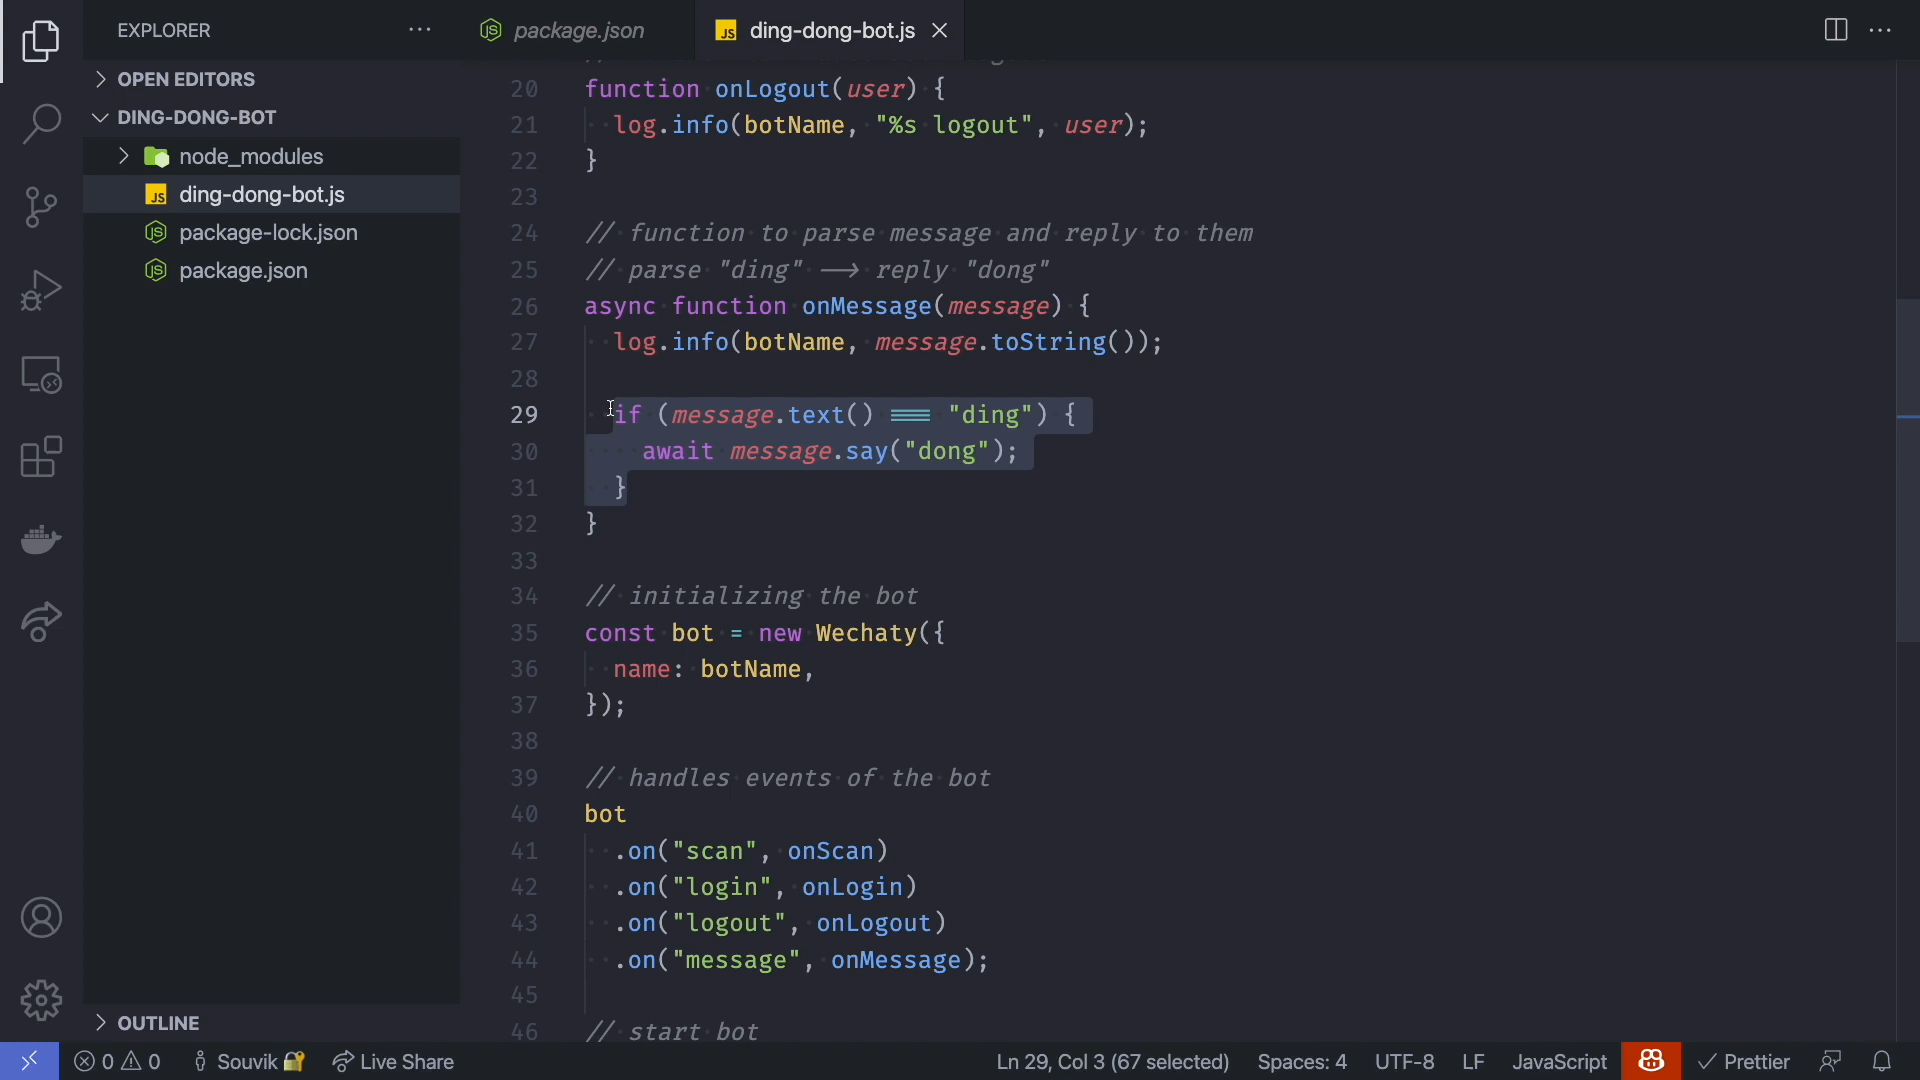 EXPLORER
package.json
ding-dong-bot.js
OPEN EDITORS
DING-DONG-BOT
node_modules
ding-dong-bot.js
package-lock.json
package.json
OUTLINE
20 function onLogout(user) {
21 log.info(botName, "%s logout", user);
22 }
23
24 // function to parse message and reply to them
25 // parse "ding" --> reply "dong"
26 async function onMessage(message) {
27 log.info(botName, message.toString());
28
29 if (message.text() === "ding") {
30 await message.say("dong");
31 }
32 }
33
34 // initializing the bot
35 const bot = new Wechaty({
36 name: botName,
37 });
38
39 // handles events of the bot
40 bot
41 .on("scan", onScan)
42 .on("login", onLogin)
43 .on("logout", onLogout)
44 .on("message", onMessage);
45
46 // start bot
0 0 Souvik Live Share Ln 29, Col 3 (67 selected) Spaces: 4 UTF-8 LF JavaScript Prettier